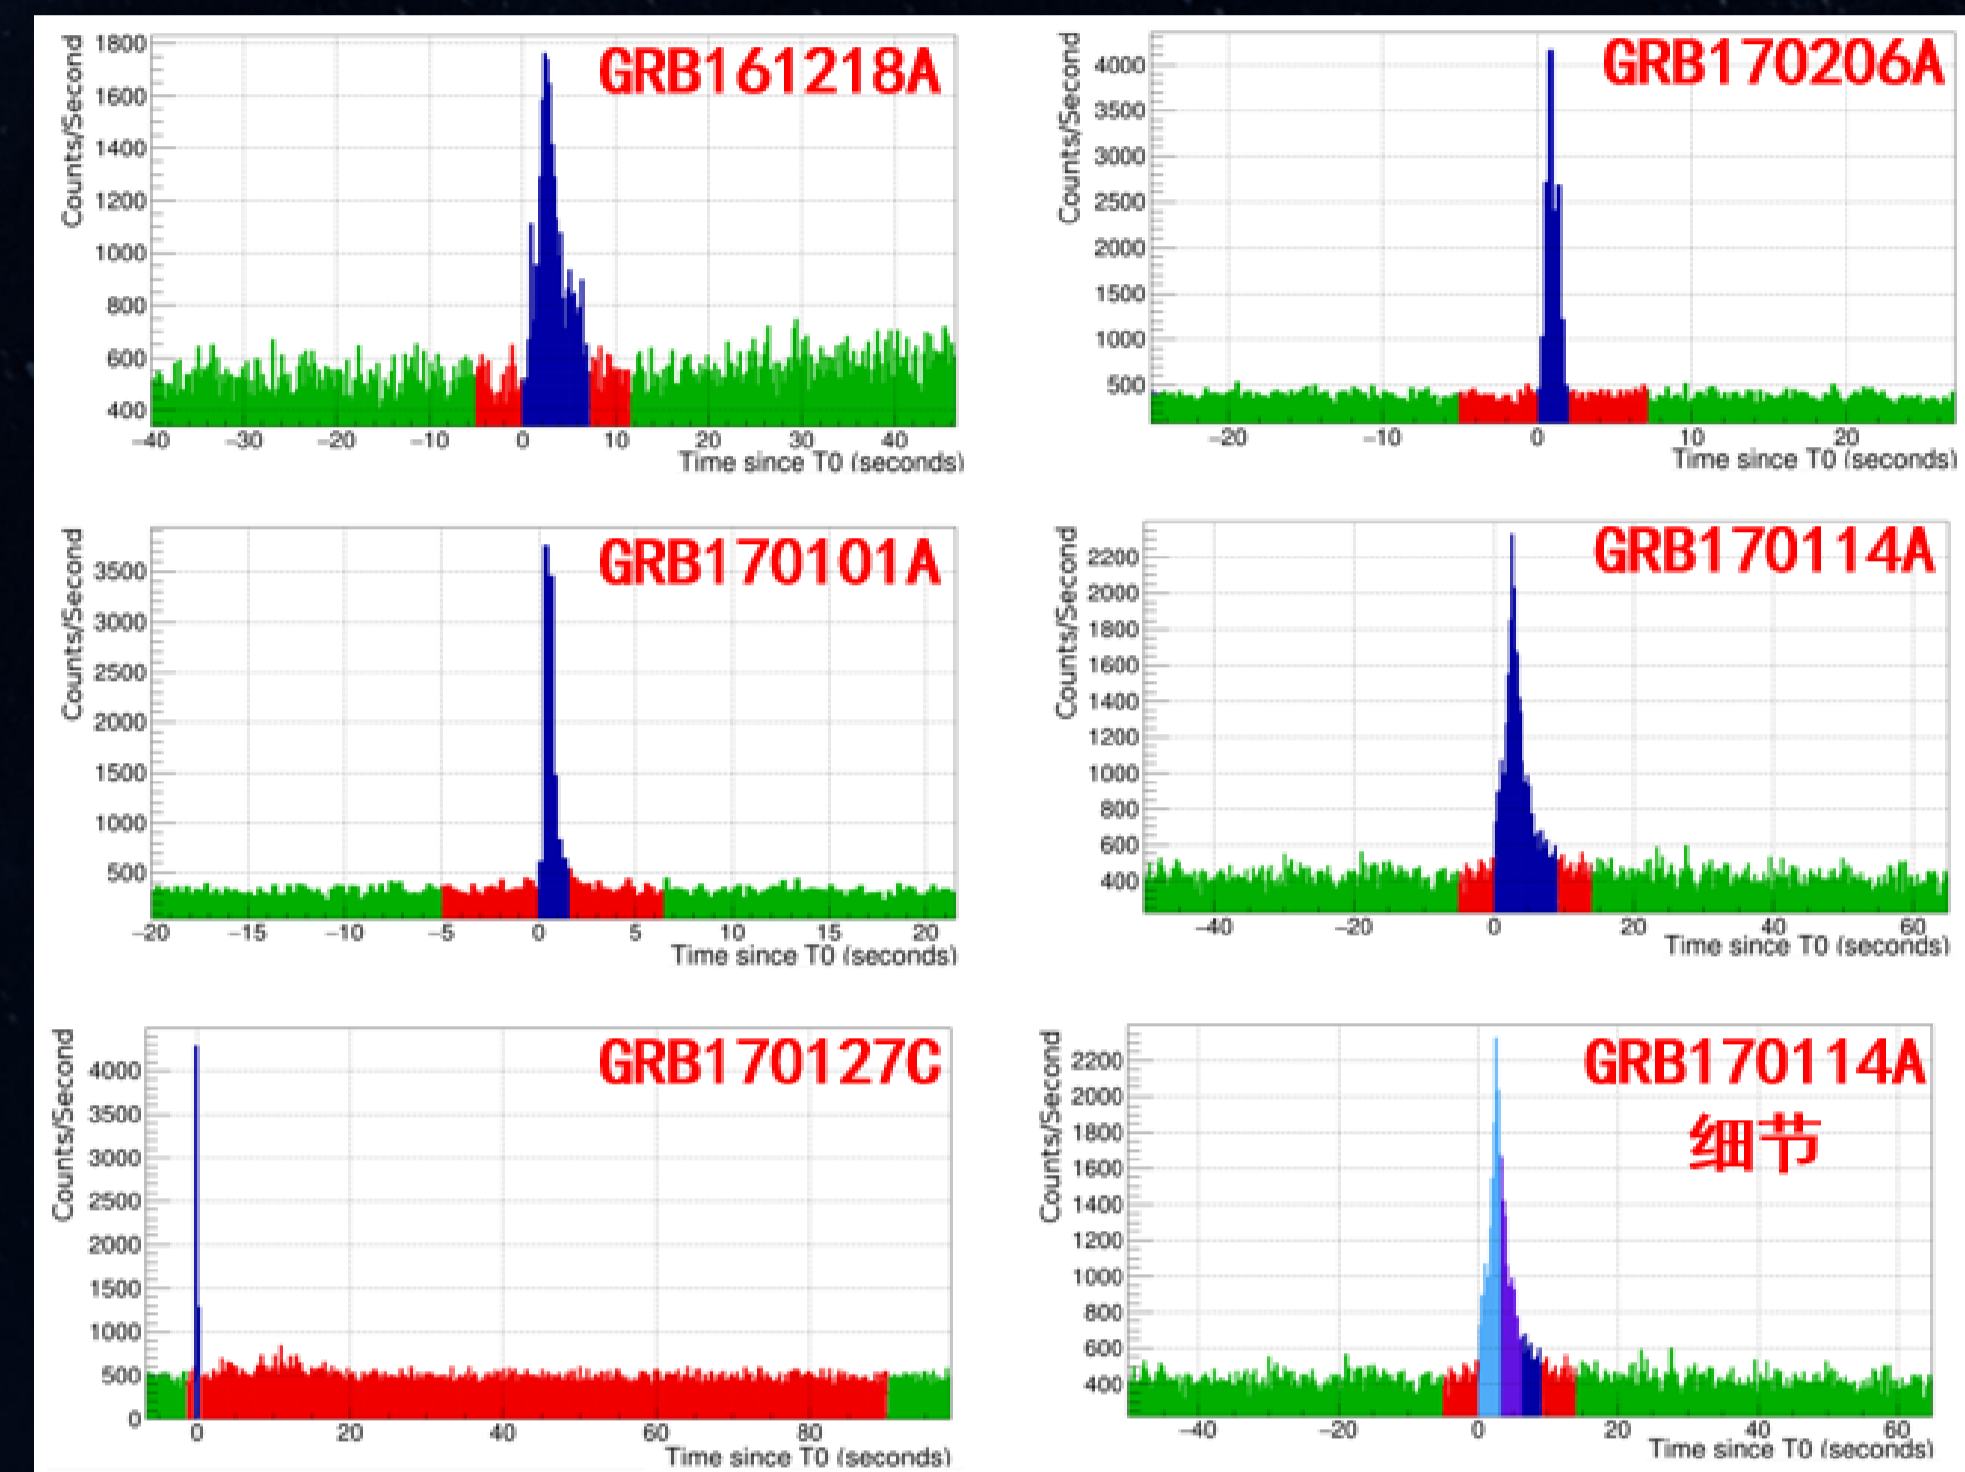 GRB161218A
Counts/Second
1800
1600
1400
1200
1000
800
600
400
−40 −30 −20 −10 0 10 20 30 40
Time since T0 (seconds)
GRB170206A
Counts/Second
4000
3500
3000
2500
2000
1500
1000
500
−20 −10 0 10 20
Time since T0 (seconds)
GRB170101A
Counts/Second
3500
3000
2500
2000
1500
1000
500
−20 −15 −10 −5 0 5 10 15 20
Time since T0 (seconds)
GRB170114A
Counts/Second
2200
2000
1800
1600
1400
1200
1000
800
600
400
−40 −20 0 20 40 60
Time since T0 (seconds)
GRB170127C
Counts/Second
4000
3500
3000
2500
2000
1500
1000
500
0
0 20 40 60 80
Time since T0 (seconds)
GRB170114A
细节
Counts/Second
2200
2000
1800
1600
1400
1200
1000
800
600
400
−40 −20 0 20 40 60
Time since T0 (seconds)